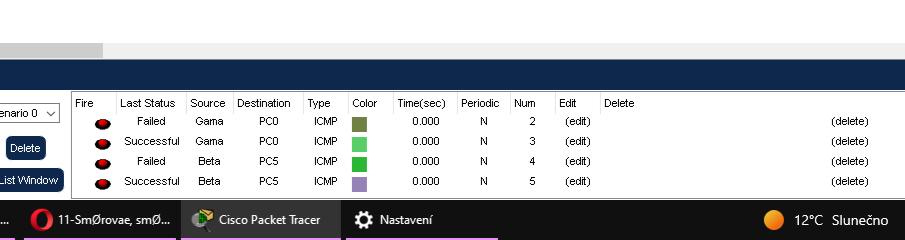 Fire Last Status Source Destination Type Color Time(sec) Periodic Num Edit Delete
enario 0 Failed Gama PC0 ICMP 0.000 N 2 (edit) (delete)
Successful Gama PC0 ICMP 0.000 N 3 (edit) (delete)
Delete Failed Beta PC5 ICMP 0.000 N 4 (edit) (delete)
List Window Successful Beta PC5 ICMP 0.000 N 5 (edit) (delete)
... 11-SmØrovae, smØ... Cisco Packet Tracer Nastavení 12°C Slunečno